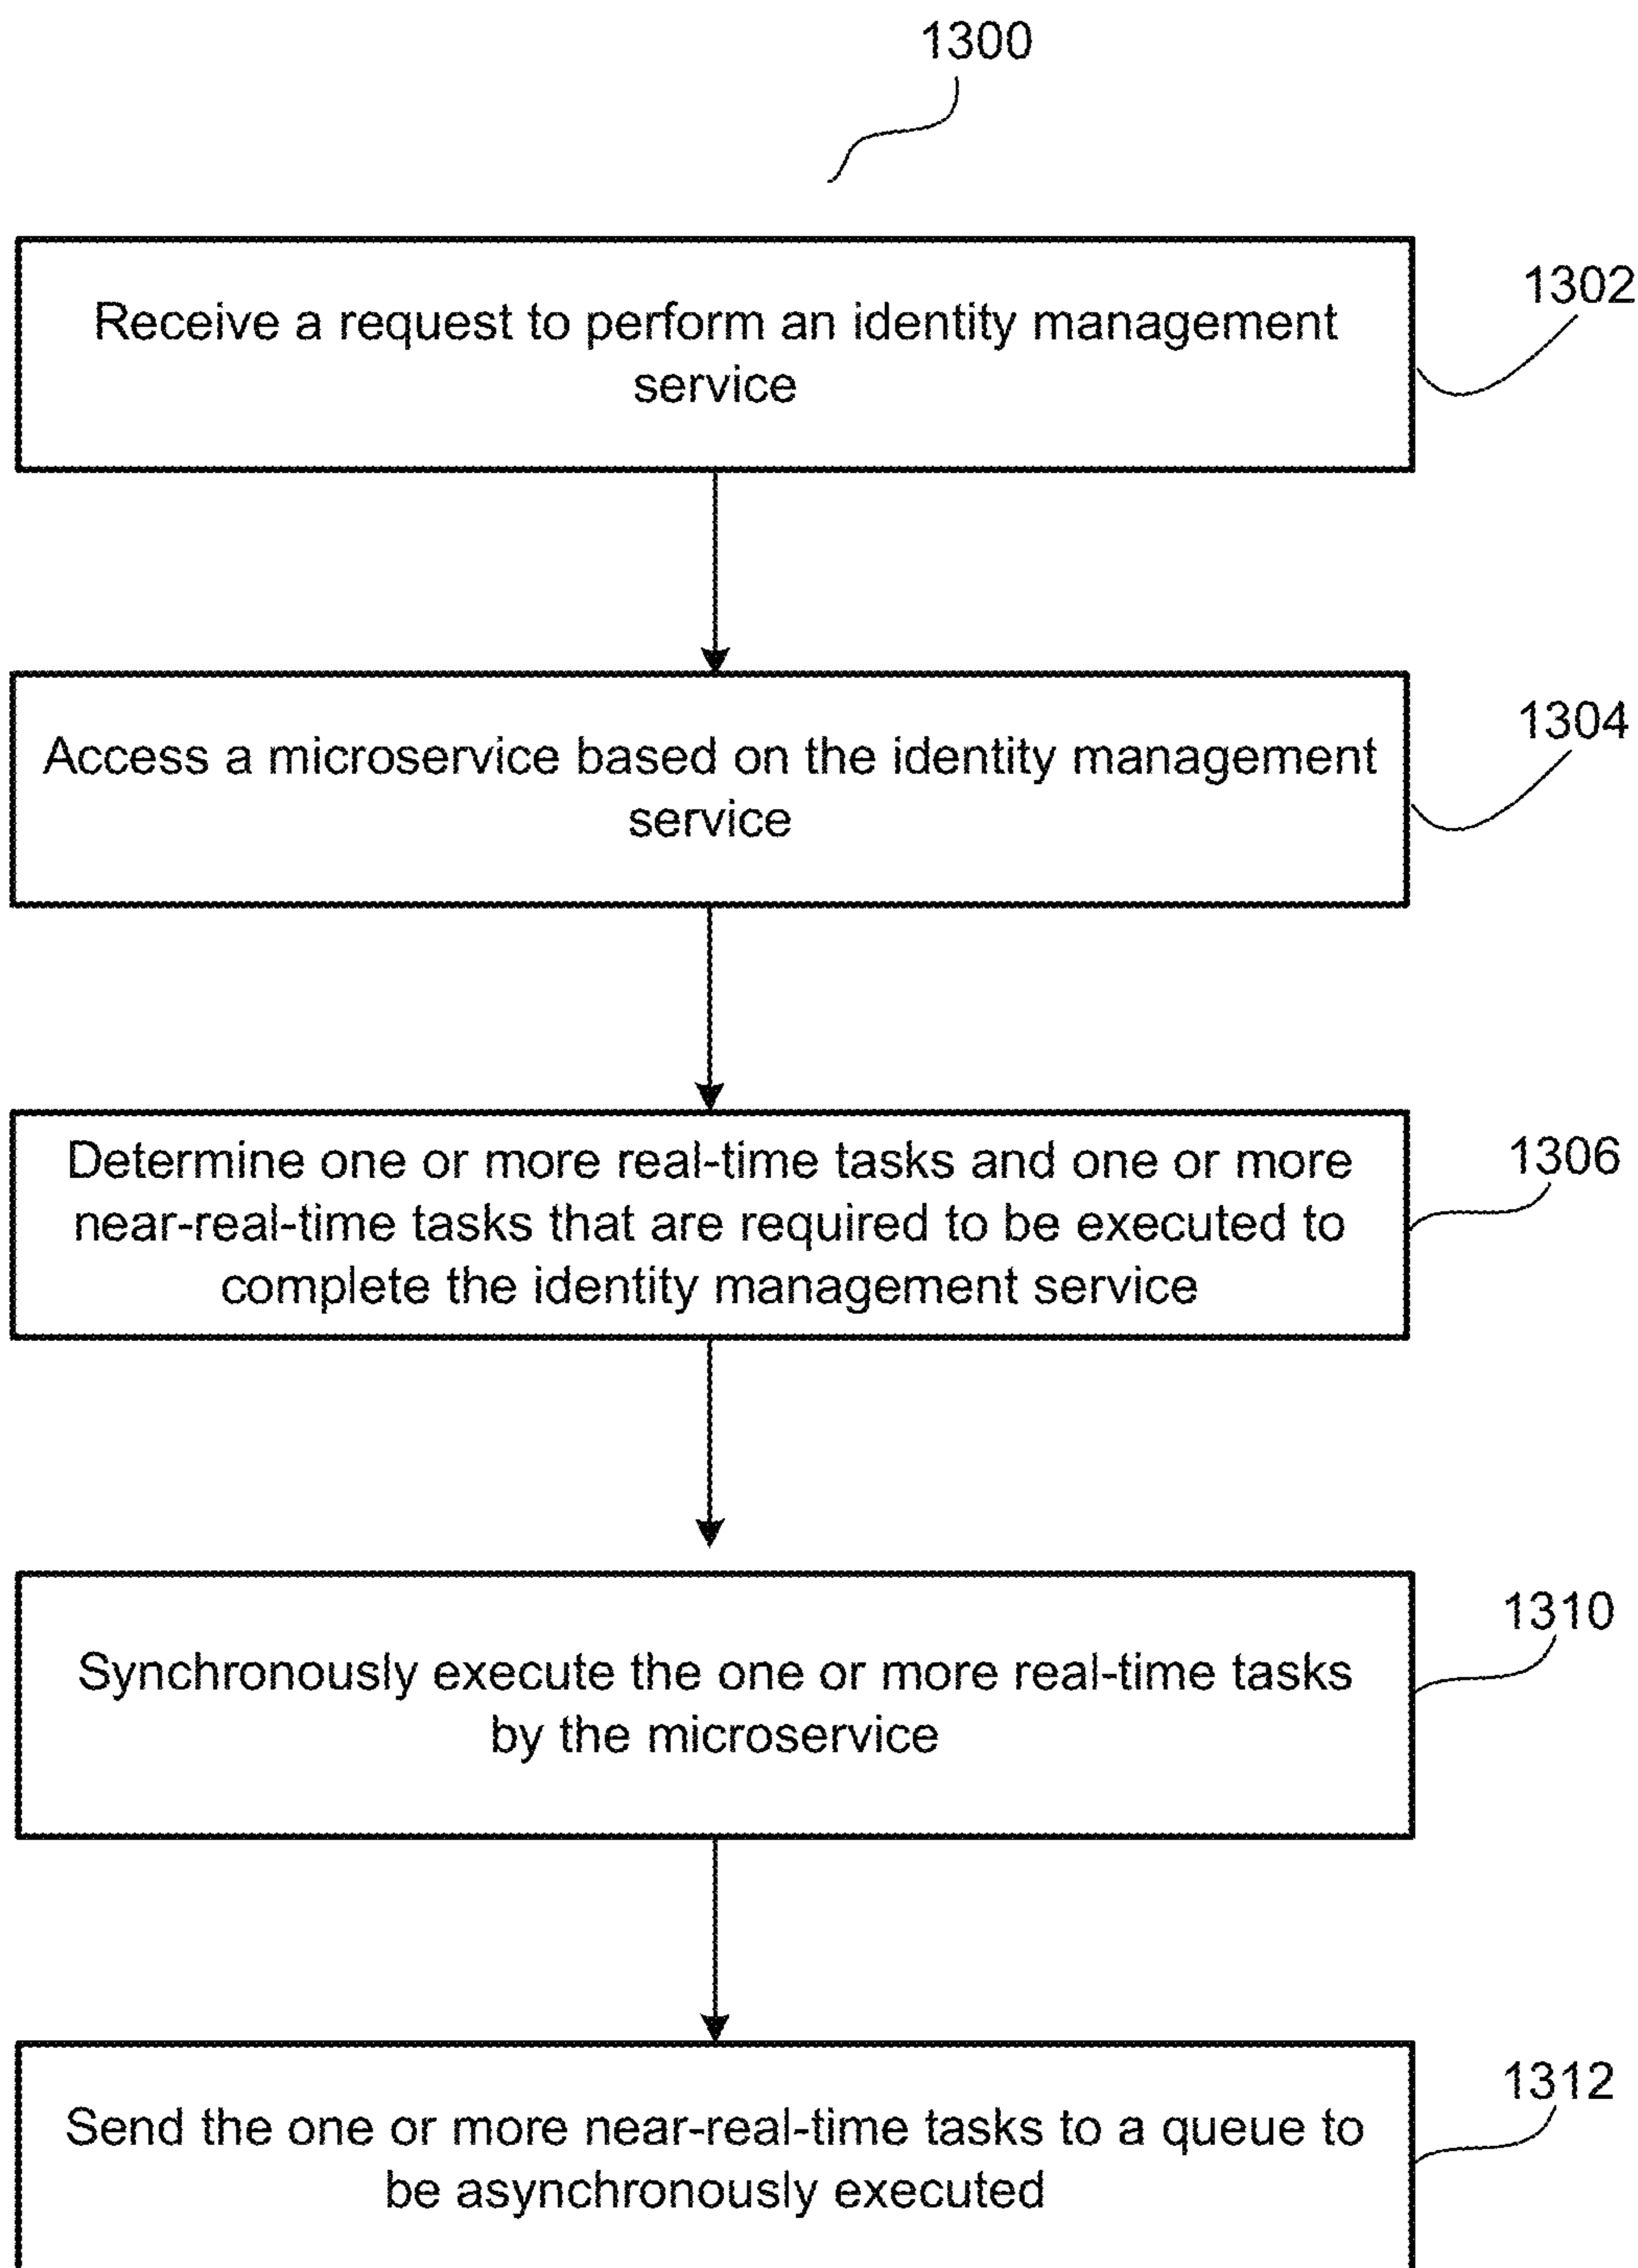 1300
Receive a request to perform an identity management
service
1302
Access a microservice based on the identity management
service
1304
Determine one or more real-time tasks and one or more
near-real-time tasks that are required to be executed to
complete the identity management service
1306
Synchronously execute the one or more real-time tasks
by the microservice
1310
Send the one or more near-real-time tasks to a queue to
be asynchronously executed
1312